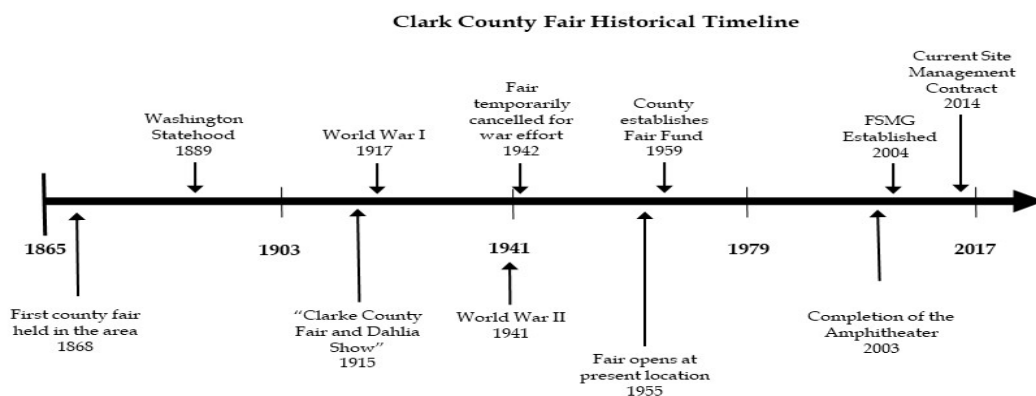 Clark County Fair Historical Timeline
Washington
Statehood
1889
World War I
1917
Fair
temporarily
cancelled for
war effort
1942
County
establishes
Fair Fund
1959
FSMG
Established
2004
Current Site
Management
Contract
2014
1865
1903
1941
1979
2017
First county fair
held in the area
1868
“Clarke County
Fair and Dahlia
Show”
1915
World War II
1941
Fair opens at
present location
1955
Completion of the
Amphitheater
2003